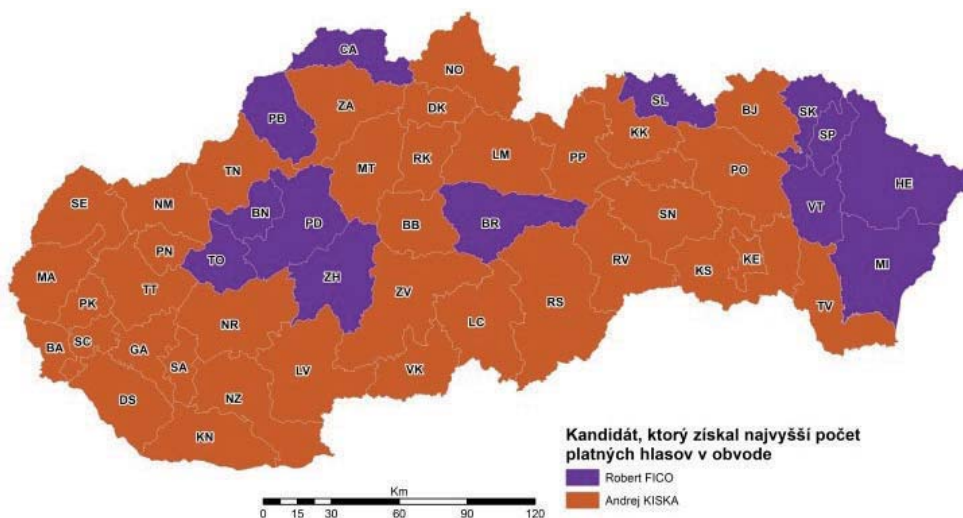 CA
NO
PB
ZA
DK
SL
BJ
SK
SP
TN
MT
RK
LM
PP
KK
PO
HE
SE
NM
BN
PD
BB
BR
SN
VT
MA
PN
TO
ZH
RV
KS
KE
MI
PK
TT
NR
ZV
LC
RS
TV
BA
SC
GA
SA
LV
VK
DS
NZ
KN
Kandidát, ktorý získal najvyšší počet
platných hlasov v obvode
Robert FICO
Andrej KISKA
Km
0 15 30 60 90 120